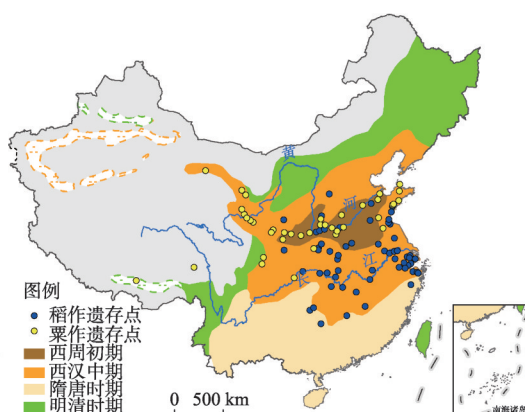 黄
河
长 江
图例
稻作遗存点
粟作遗存点
西周初期
西汉中期
隋唐时期
明清时期
0 500 km
南海诸岛